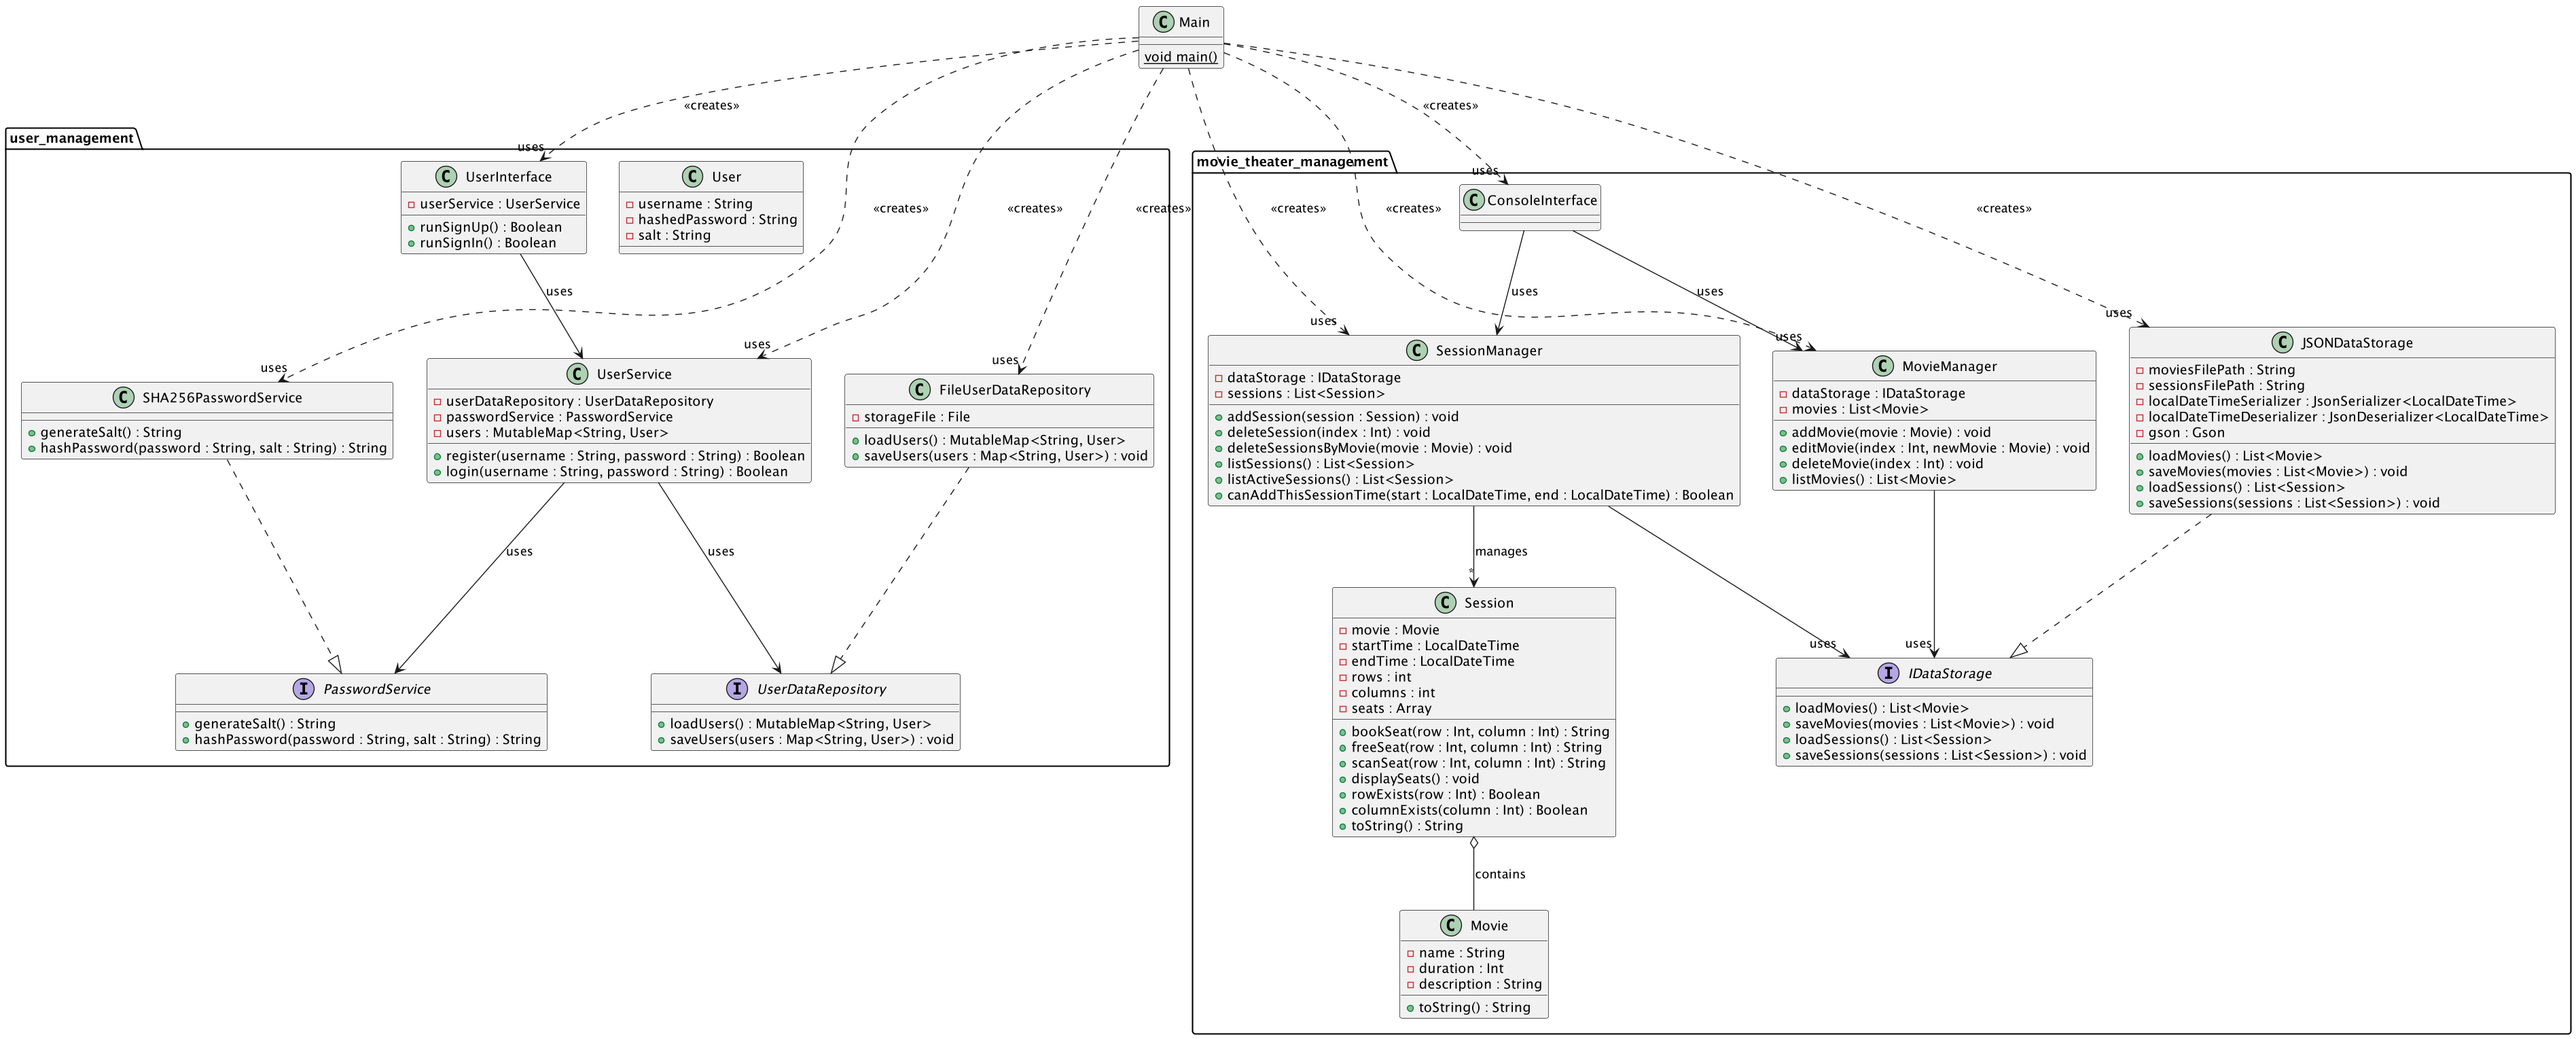 C Main
void main()
«creates»
«creates»
«creates»
«creates»
«creates»
«creates»
«creates»
«creates»
user_management
uses
C UserInterface
userService : UserService
runSignUp() : Boolean
runSignIn() : Boolean
C User
username : String
hashedPassword : String
salt : String
uses
uses
uses
uses
C SHA256PasswordService
generateSalt() : String
hashPassword(password : String, salt : String) : String
C UserService
userDataRepository : UserDataRepository
passwordService : PasswordService
users : MutableMap<String, User>
register(username : String, password : String) : Boolean
login(username : String, password : String) : Boolean
C FileUserDataRepository
storageFile : File
loadUsers() : MutableMap<String, User>
saveUsers(users : Map<String, User>) : void
uses
uses
I PasswordService
generateSalt() : String
hashPassword(password : String, salt : String) : String
I UserDataRepository
loadUsers() : MutableMap<String, User>
saveUsers(users : Map<String, User>) : void
movie_theater_management
uses
C ConsoleInterface
uses
uses
uses
uses
uses
C SessionManager
dataStorage : IDataStorage
sessions : List<Session>
addSession(session : Session) : void
deleteSession(index : Int) : void
deleteSessionsByMovie(movie : Movie) : void
listSessions() : List<Session>
listActiveSessions() : List<Session>
canAddThisSessionTime(start : LocalDateTime, end : LocalDateTime) : Boolean
C MovieManager
dataStorage : IDataStorage
movies : List<Movie>
addMovie(movie : Movie) : void
editMovie(index : Int, newMovie : Movie) : void
deleteMovie(index : Int) : void
listMovies() : List<Movie>
C JSONDataStorage
moviesFilePath : String
sessionsFilePath : String
localDateTimeSerializer : JsonSerializer<LocalDateTime>
localDateTimeDeserializer : JsonDeserializer<LocalDateTime>
gson : Gson
loadMovies() : List<Movie>
saveMovies(movies : List<Movie>) : void
loadSessions() : List<Session>
saveSessions(sessions : List<Session>) : void
manages
*
uses
uses
C Session
movie : Movie
startTime : LocalDateTime
endTime : LocalDateTime
rows : int
columns : int
seats : Array
bookSeat(row : Int, column : Int) : String
freeSeat(row : Int, column : Int) : String
scanSeat(row : Int, column : Int) : String
displaySeats() : void
rowExists(row : Int) : Boolean
columnExists(column : Int) : Boolean
toString() : String
I IDataStorage
loadMovies() : List<Movie>
saveMovies(movies : List<Movie>) : void
loadSessions() : List<Session>
saveSessions(sessions : List<Session>) : void
contains
C Movie
name : String
duration : Int
description : String
toString() : String